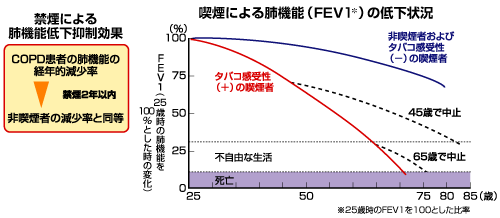 禁煙による
肺機能低下抑制効果
COPD患者の肺機能の
経年的減少率
禁煙2年以内
非喫煙者の減少率と同等
喫煙による肺機能(FEV1*)の低下状況
(%)
100
75
50
25
0
FEV1(25歳時の肺機能を
100%とした時の変化)
非喫煙者および
タバコ感受性
(−)の喫煙者
タバコ感受性
(+)の喫煙者
45歳で中止
65歳で中止
不自由な生活
死亡
25
50
75
80
85(歳)
※25歳時のFEV1を100とした比率